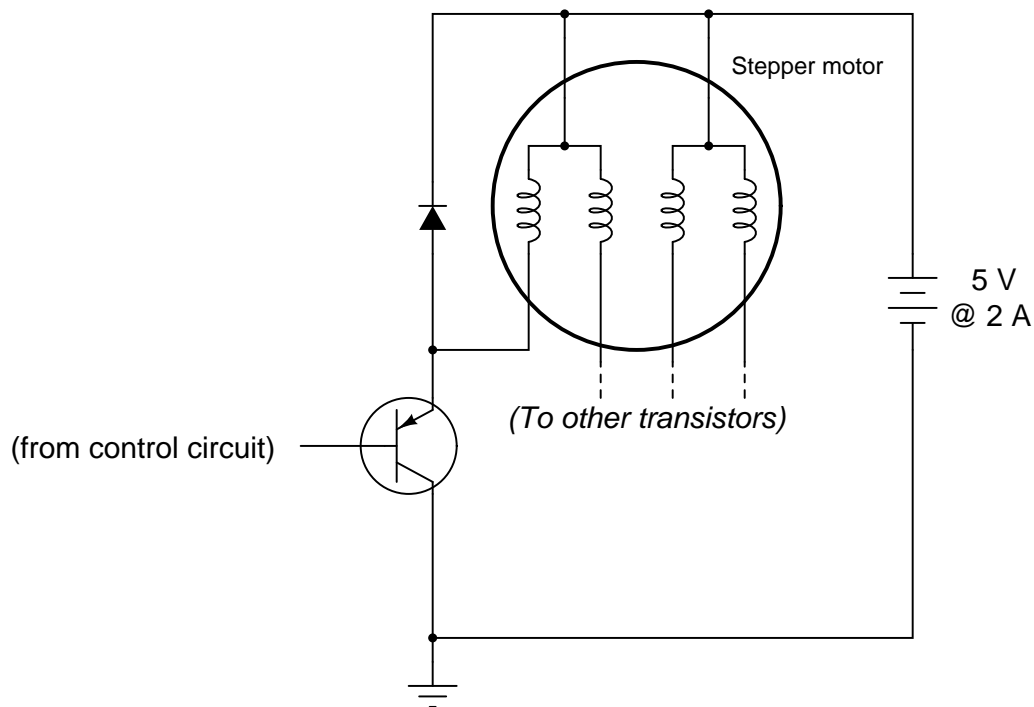 Stepper motor
5 V
@ 2 A
(To other transistors)
(from control circuit)